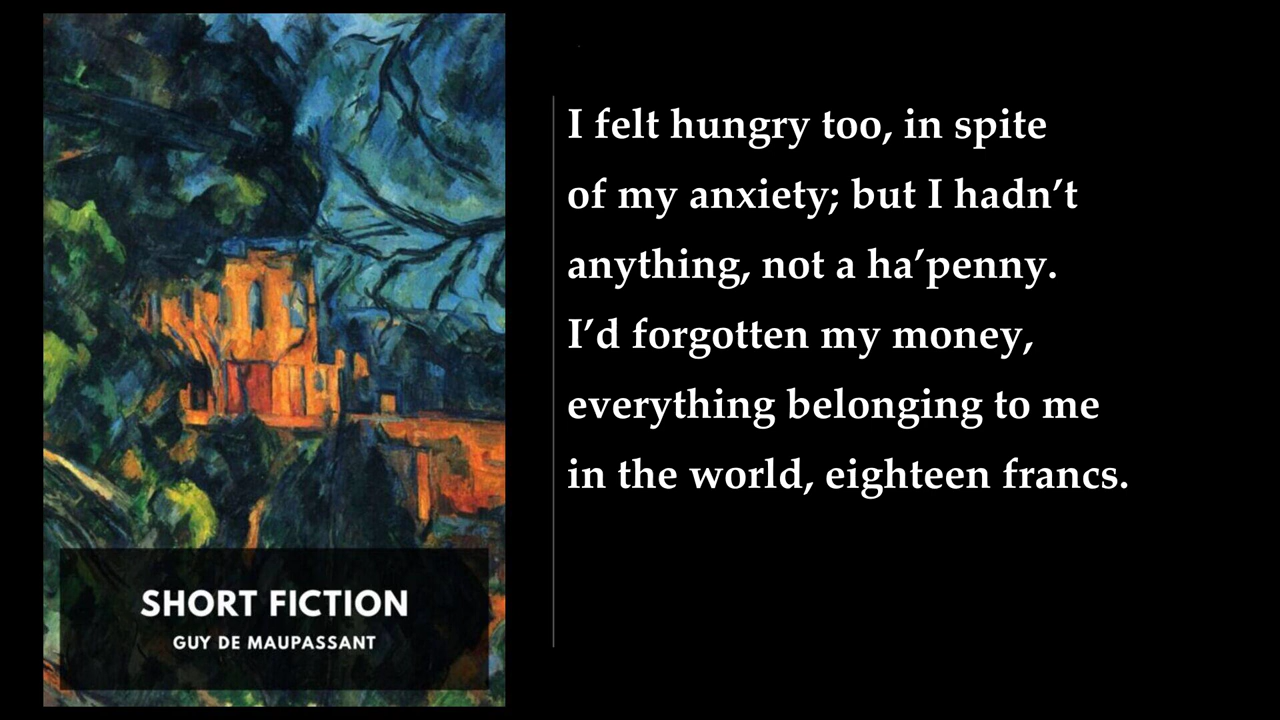 SHORT FICTION
GUY DE MAUPASSANT
I felt hungry too, in spite
of my anxiety; but I hadn’t
anything, not a ha’penny.
I’d forgotten my money,
everything belonging to me
in the world, eighteen francs.